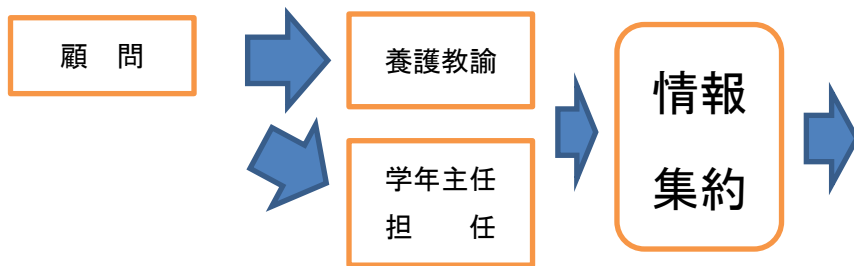 顧　問
養護教諭
学年主任
担　　任
情報
集約